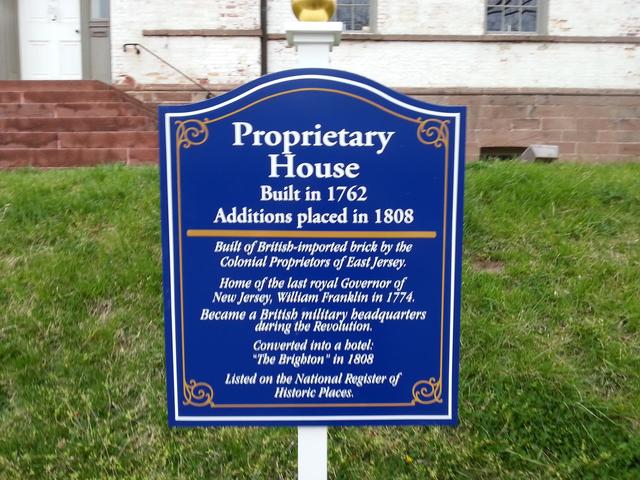 Proprietary
House
Built in 1762
Additions placed in 1808
Built of British-imported brick by the
Colonial Proprietors of East Jersey.
Home of the last royal Governor of
New Jersey, William Franklin in 1774.
Became a British military headquarters
during the Revolution.
Converted into a hotel:
"The Brighton" in 1808
Listed on the National Register of
Historic Places.